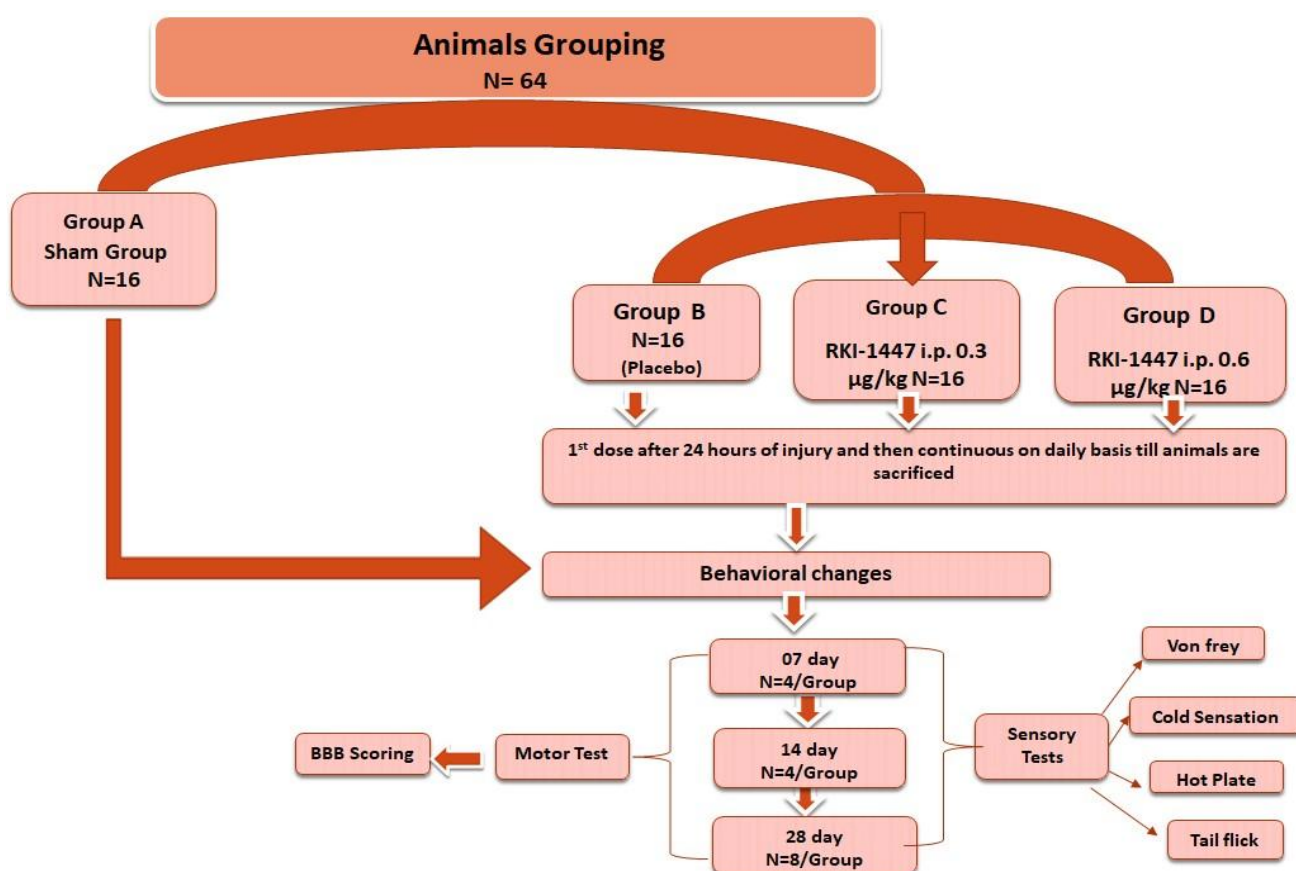 Animals Grouping
N= 64
Group A
Sham Group
N=16
Group B
N=16
(Placebo)
Group C
RKI-1447 i.p. 0.3
µg/kg N=16
Group D
RKI-1447 i.p. 0.6
µg/kg N=16
1st dose after 24 hours of injury and then continuous on daily basis till animals are
sacrificed
Behavioral changes
07 day
N=4/Group
14 day
N=4/Group
28 day
N=8/Group
Motor Test
BBB Scoring
Sensory
Tests
Von frey
Cold Sensation
Hot Plate
Tail flick